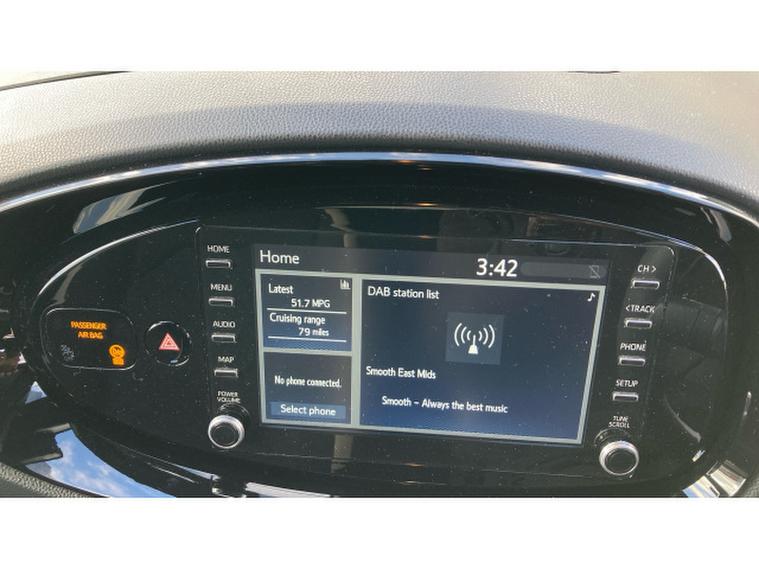 HOME
MENU
AUDIO
MAP
POWER
VOLUME
PASSENGER
AIR BAG
Home
3:42
Latest
51.7 MPG
Cruising range
79 miles
No phone connected.
Select phone
DAB station list
Smooth East Mids
Smooth – Always the best music
CH >
< TRACK
PHONE
SETUP
TUNE
SCROLL